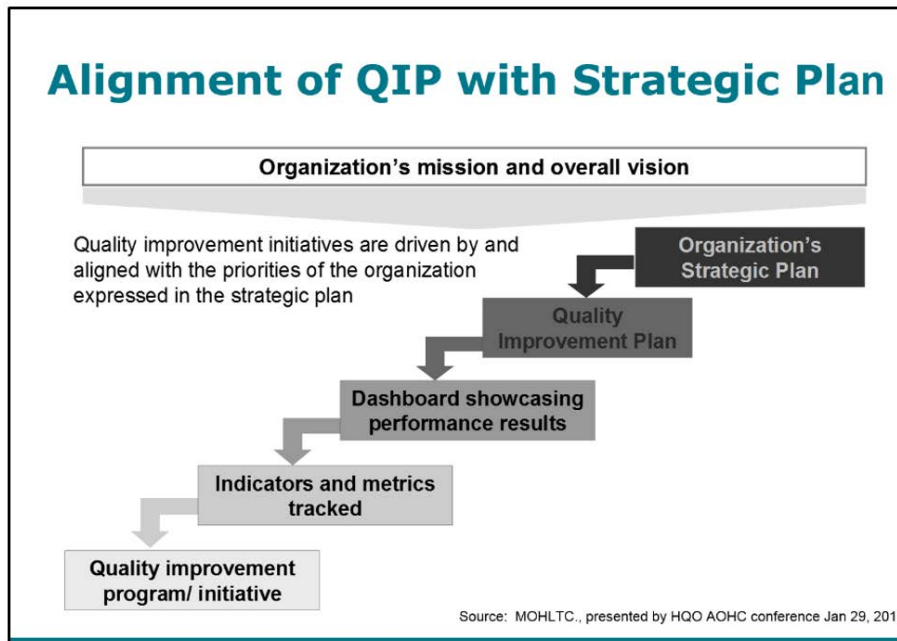 Alignment of QIP with Strategic Plan
Organization's mission and overall vision
Quality improvement initiatives are driven by and
aligned with the priorities of the organization
expressed in the strategic plan
Organization's
Strategic Plan
Quality
Improvement Plan
Dashboard showcasing
performance results
Indicators and metrics
tracked
Quality improvement
program/ initiative
Source: MOHLTC., presented by HQO AOHC conference Jan 29, 201